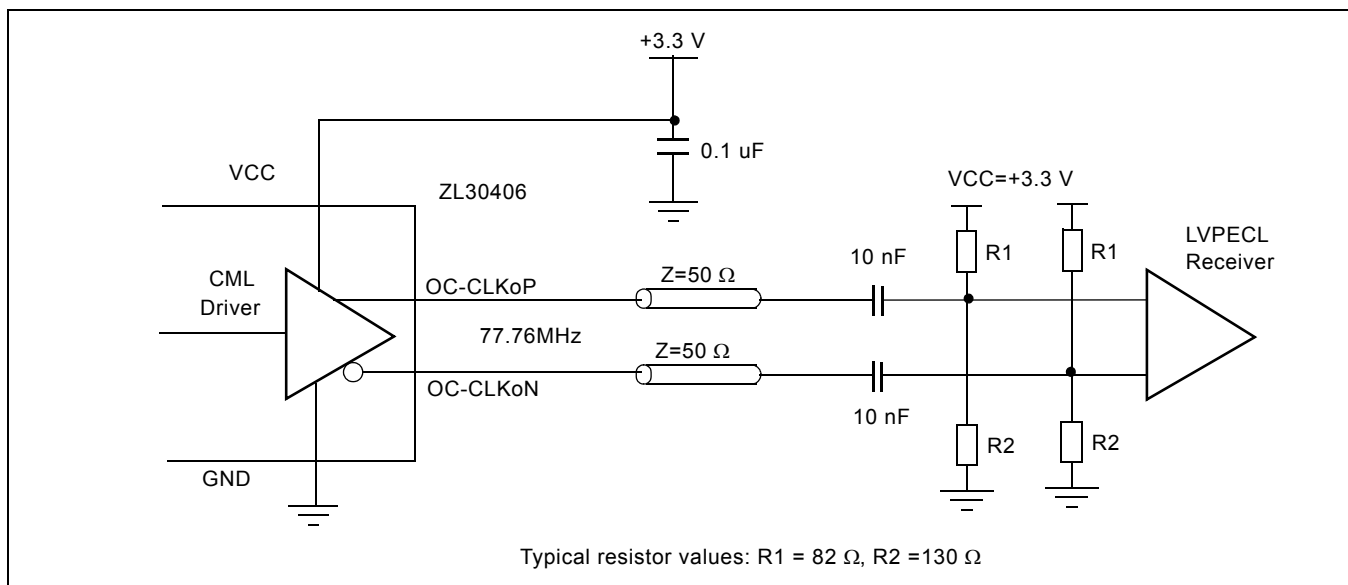 +3.3 V
0.1 uF
VCC
ZL30406
VCC=+3.3 V
CML
Driver
OC-CLKoP
Z=50 Ω
10 nF
R1
R1
LVPECL
Receiver
77.76MHz
Z=50 Ω
OC-CLKoN
10 nF
R2
R2
GND
Typical resistor values: R1 = 82 Ω, R2 =130 Ω